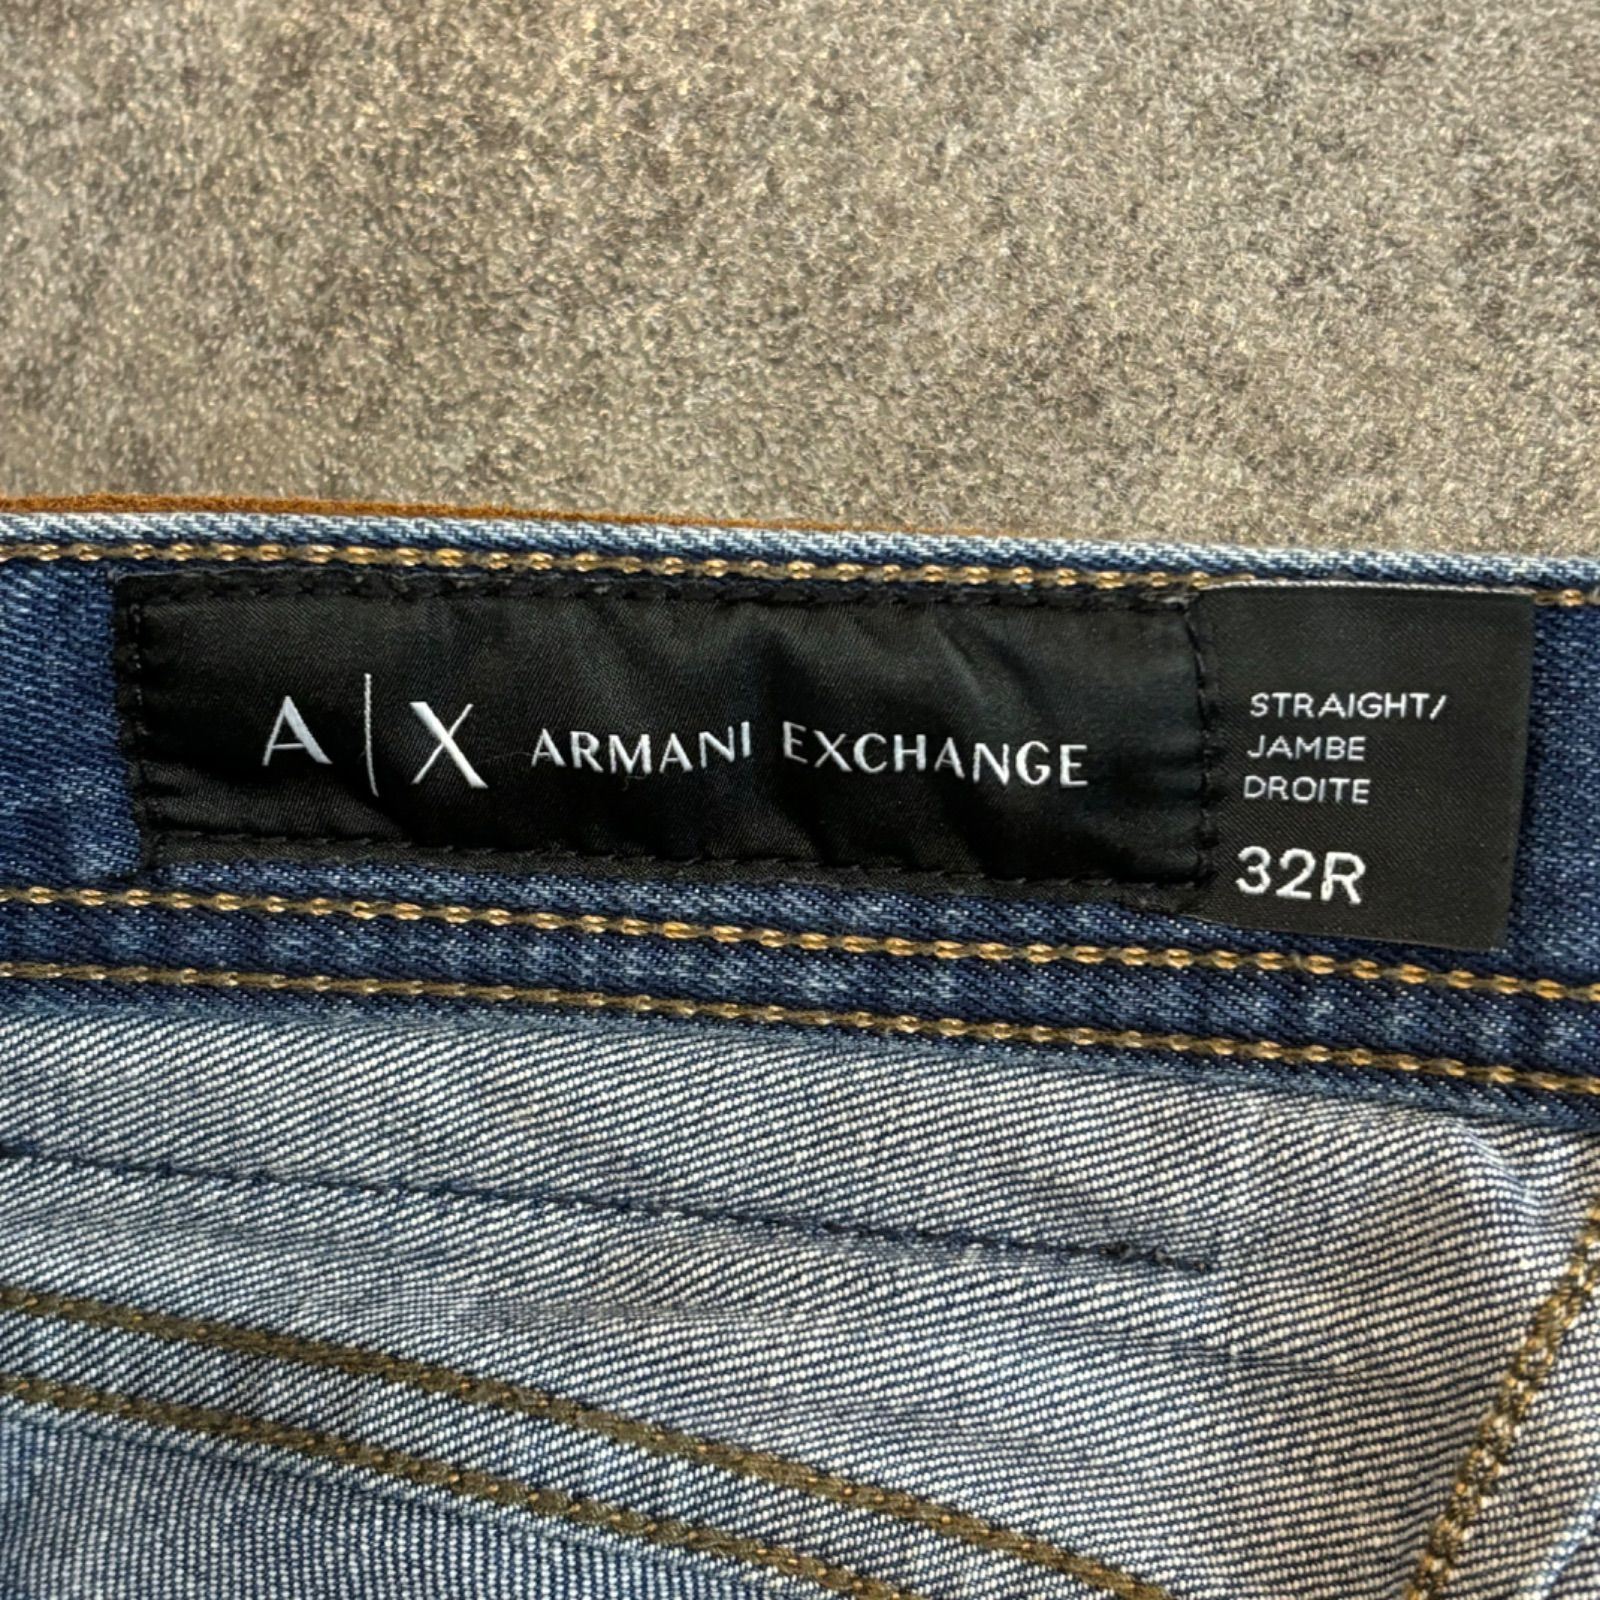 A|X ARMANI EXCHANGE
STRAIGHT/
JAMBE
DROITE
32R